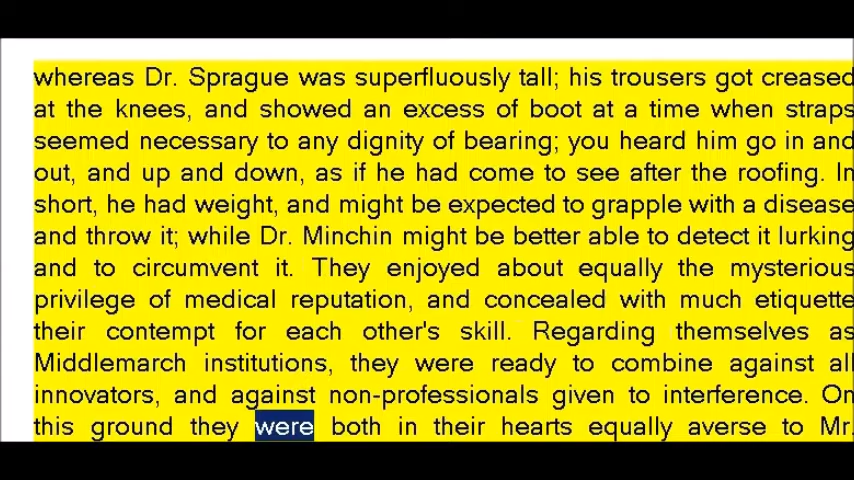 whereas Dr. Sprague was superfluously tall; his trousers got creased
at the knees, and showed an excess of boot at a time when straps
seemed necessary to any dignity of bearing; you heard him go in and
out, and up and down, as if he had come to see after the roofing. In
short, he had weight, and might be expected to grapple with a disease
and throw it; while Dr. Minchin might be better able to detect it lurking
and to circumvent it. They enjoyed about equally the mysterious
privilege of medical reputation, and concealed with much etiquette
their contempt for each other's skill. Regarding themselves as
Middlemarch institutions, they were ready to combine against all
innovators, and against non-professionals given to interference. On
this ground they were both in their hearts equally averse to Mr.